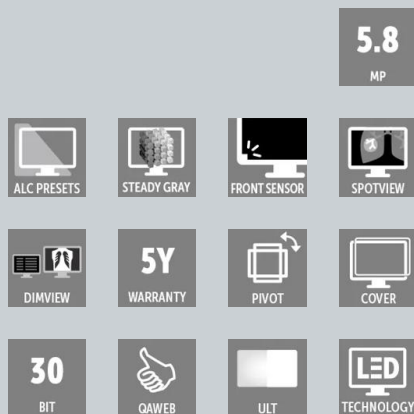 5.8
MP
ALC PRESETS
STEADY GRAY
FRONT SENSOR
SPOTVIEW
DIMVIEW
5Y
WARRANTY
PIVOT
COVER
30
BIT
QAWEB
ULT
LED
TECHNOLOGY